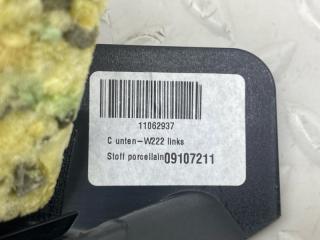 11062937
C unten-W222 links
Stoff porcellain09107211